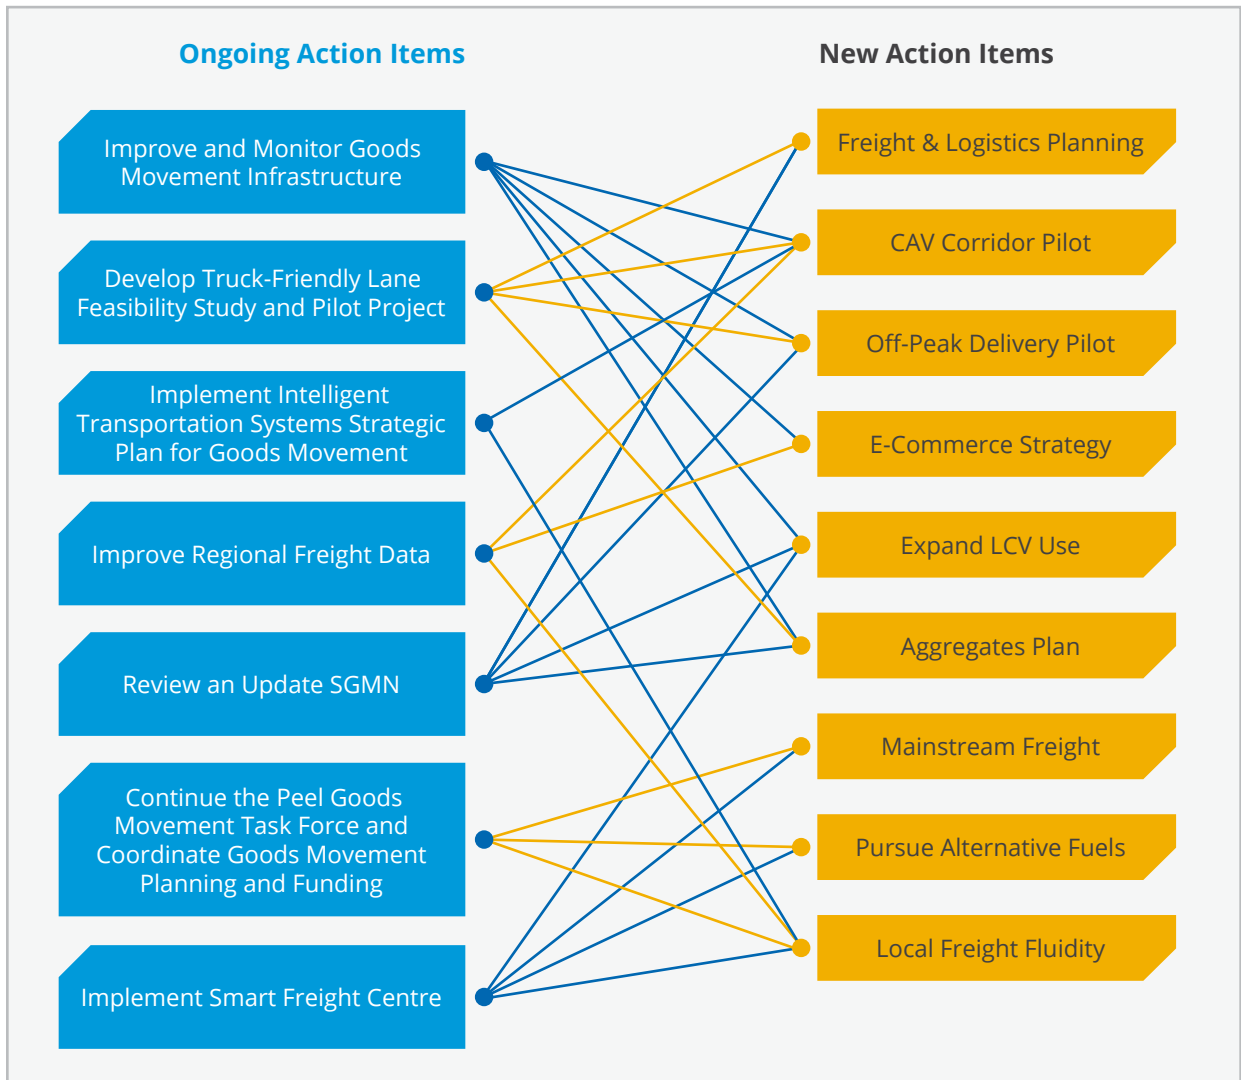 Ongoing Action Items
Improve and Monitor Goods
Movement Infrastructure
Develop Truck-Friendly Lane
Feasibility Study and Pilot Project
Implement Intelligent
Transportation Systems Strategic
Plan for Goods Movement
Improve Regional Freight Data
Review an Update SGMN
Continue the Peel Goods
Movement Task Force and
Coordinate Goods Movement
Planning and Funding
Implement Smart Freight Centre
New Action Items
Freight & Logistics Planning
CAV Corridor Pilot
Off-Peak Delivery Pilot
E-Commerce Strategy
Expand LCV Use
Aggregates Plan
Mainstream Freight
Pursue Alternative Fuels
Local Freight Fluidity